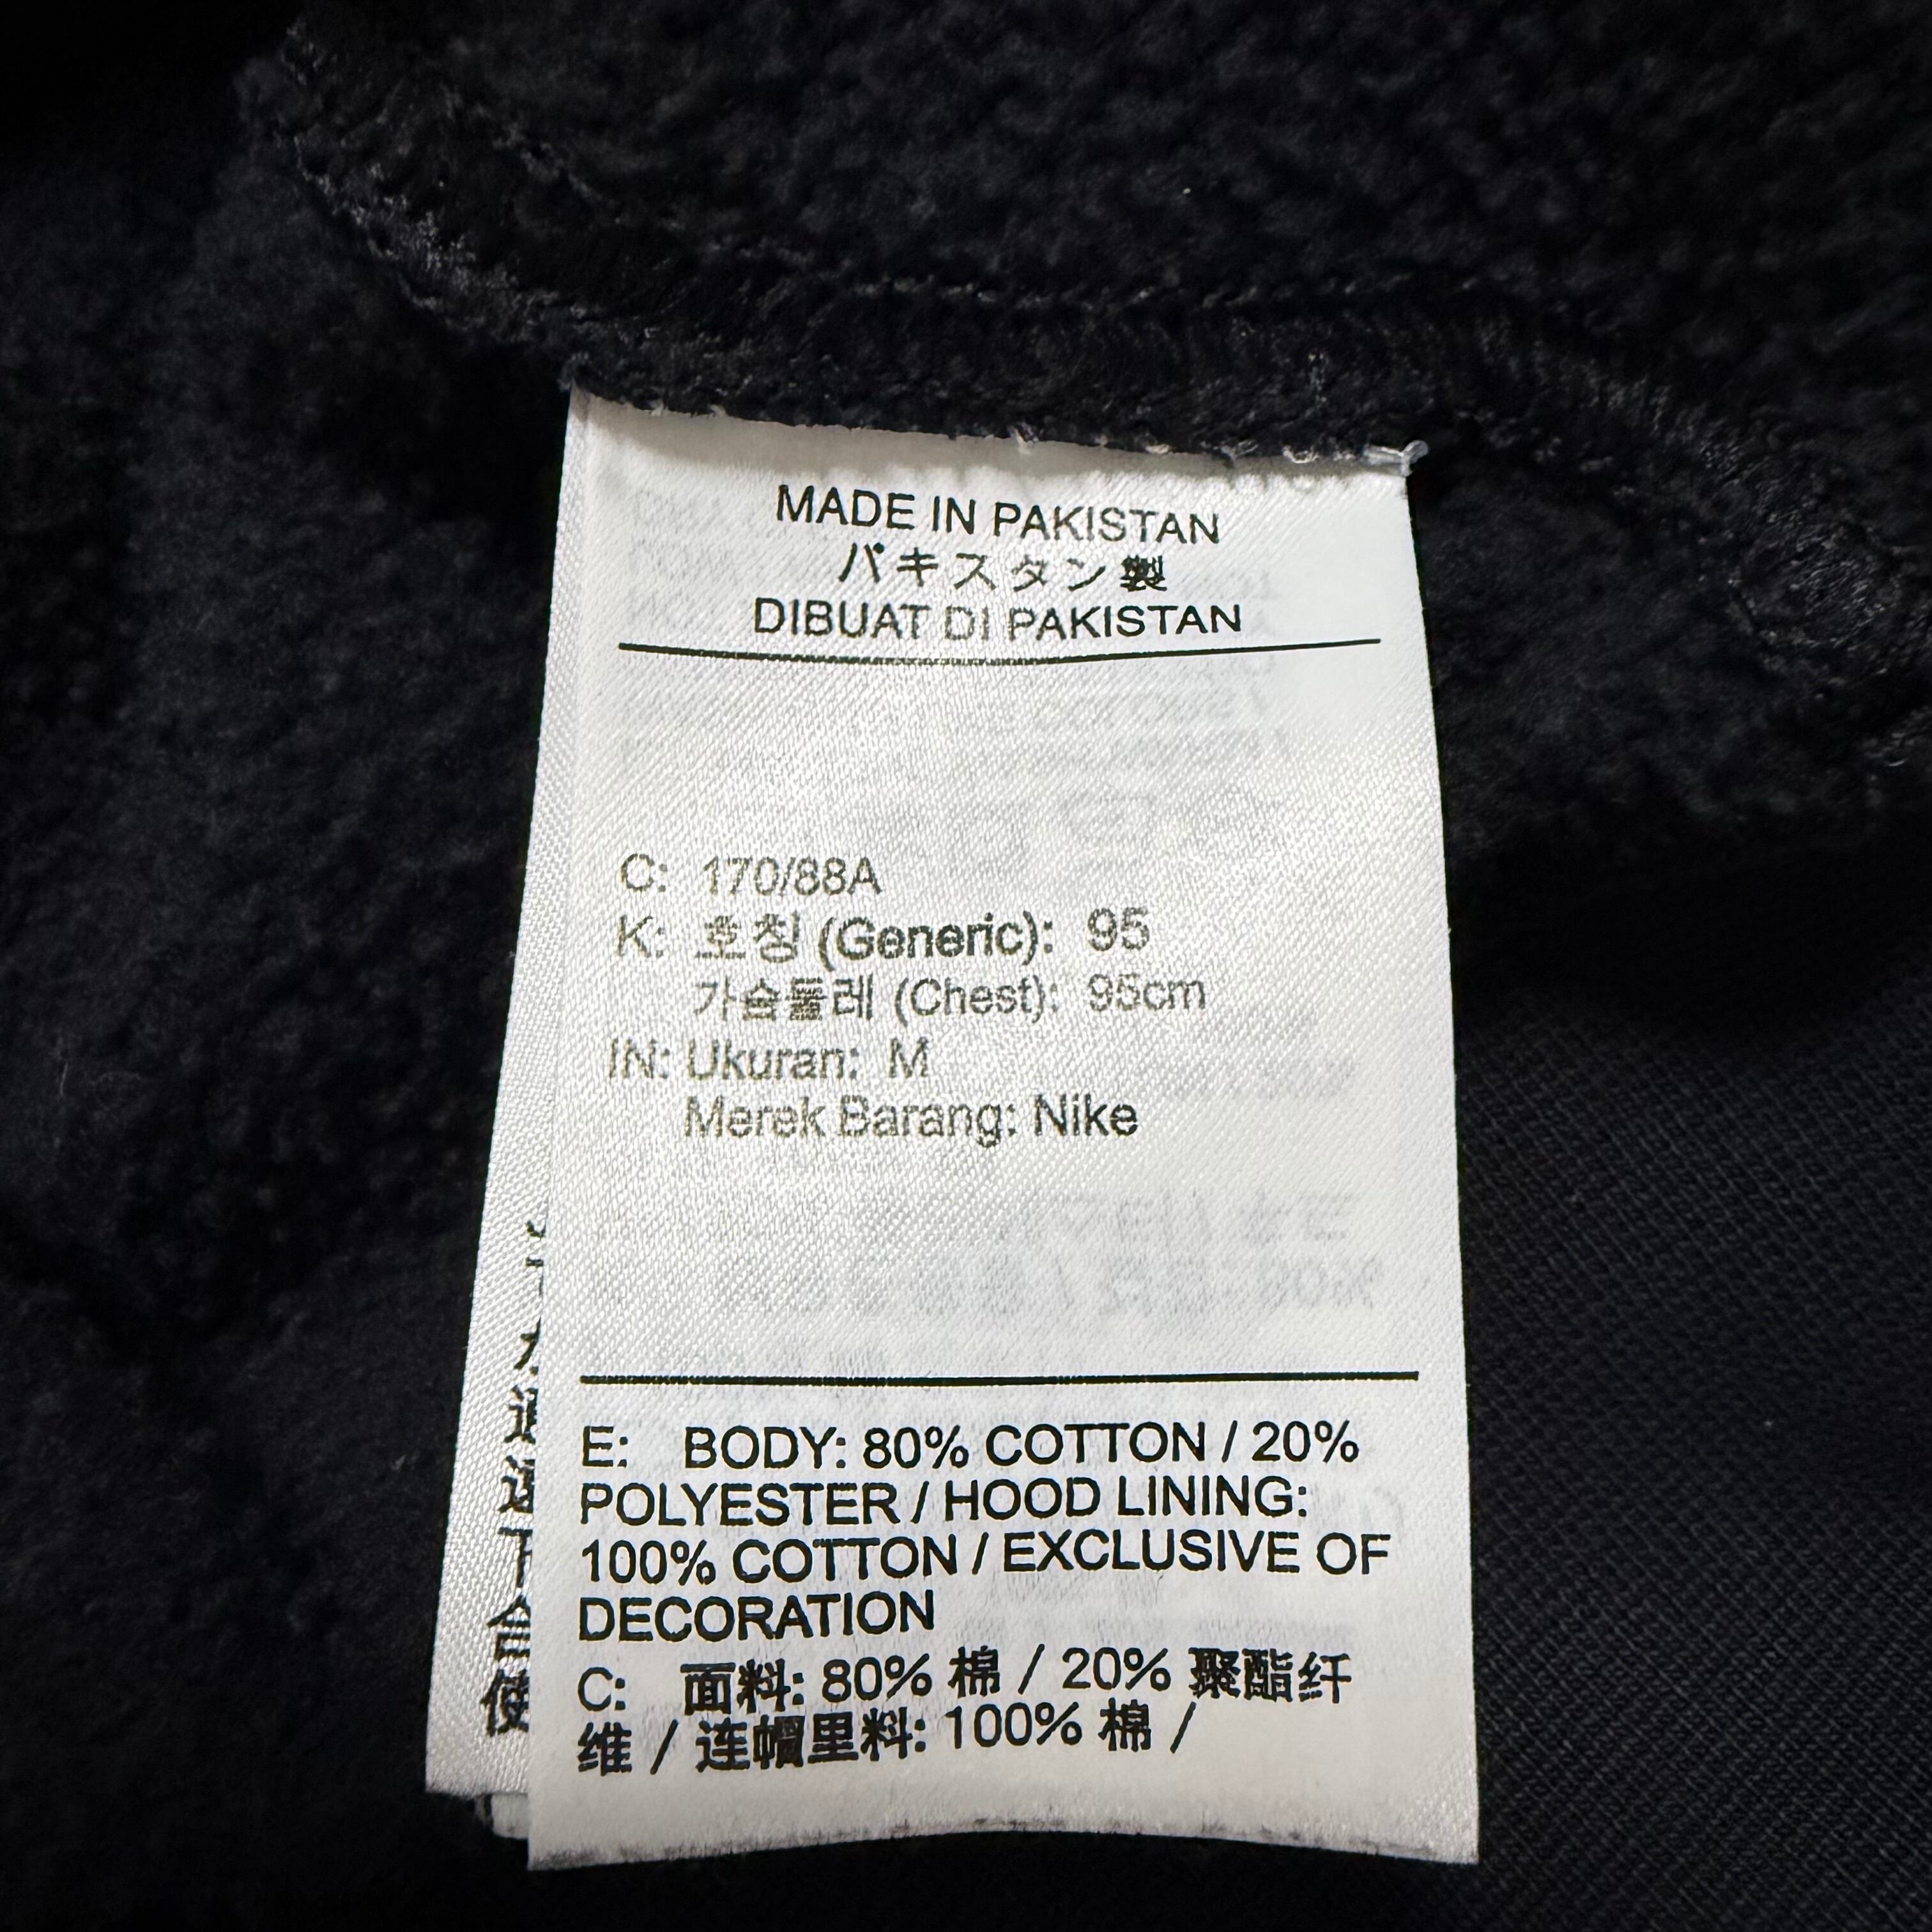 MADE IN PAKISTAN
パキスタン製
DIBUAT DI PAKISTAN
C: 170/88A
K: 호칭 (Generic): 95
가슴둘레 (Chest): 95cm
IN: Ukuran: M
Merek Barang: Nike
E: BODY: 80% COTTON / 20%
POLYESTER / HOOD LINING:
100% COTTON / EXCLUSIVE OF
DECORATION
C: 面料: 80% 棉 / 20% 聚酯纤
维 / 连帽里料: 100% 棉 /